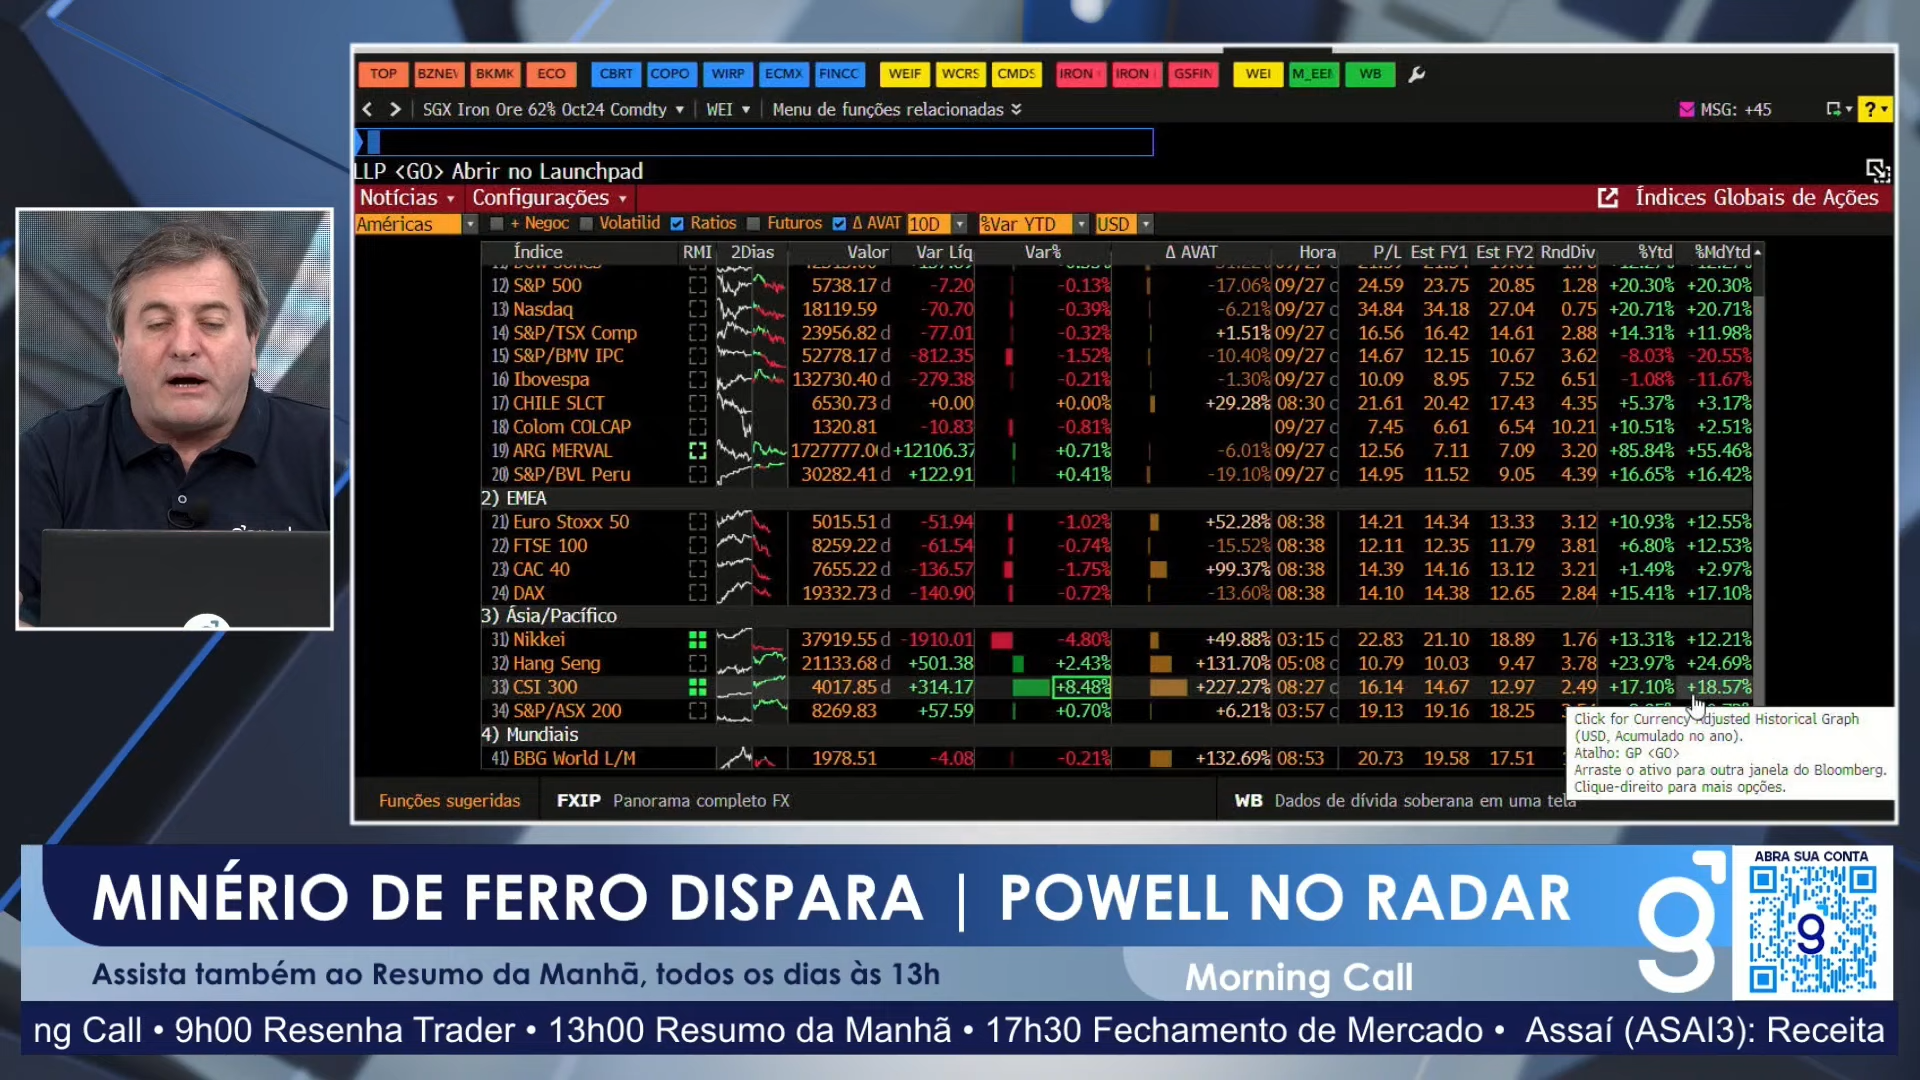 TOP BZNEV BKMK ECO CBRT COPO WIRP ECMX FINCC WEIF WCRS CMDS IRON IRON GSFIN WEI M_EEM WB
SGX Iron Ore 62% Oct24 Comdty WEI Menu de funções relacionadas MSG: +45 ?
LLP <GO> Abrir no Launchpad
Notícias Configurações Índices Globais de Ações
Américas + Negoc Volatilid Ratios Futuros Δ AVAT 10D %Var YTD USD
Índice RMI 2Dias Valor Var Líq Var% Δ AVAT Hora P/L Est FY1 Est FY2 RndDiv %Ytd %MdYtd
12) S&P 500 5738.17 d -7.20 -0.13% -17.06% 09/27 c 24.59 23.75 20.85 1.28 +20.30% +20.30%
13) Nasdaq 18119.59 -70.70 -0.39% -6.21% 09/27 c 34.84 34.18 27.04 0.75 +20.71% +20.71%
14) S&P/TSX Comp 23956.82 d -77.01 -0.32% +1.51% 09/27 c 16.56 16.42 14.61 2.88 +14.31% +11.98%
15) S&P/BMV IPC 52778.17 d -812.35 -1.52% -10.40% 09/27 c 14.67 12.15 10.67 3.62 -8.03% -20.55%
16) Ibovespa 132730.40 d -279.38 -0.21% -1.30% 09/27 c 10.09 8.95 7.52 6.51 -1.08% -11.67%
17) CHILE SLCT 6530.73 d +0.00 +0.00% +29.28% 08:30 c 21.61 20.42 17.43 4.35 +5.37% +3.17%
18) Colom COLCAP 1320.81 -10.83 -0.81% 09/27 c 7.45 6.61 6.54 10.21 +10.51% +2.51%
19) ARG MERVAL 1727777.0 d +12106.37 +0.71% -6.01% 09/27 c 12.56 7.11 7.09 3.20 +85.84% +55.46%
20) S&P/BVL Peru 30282.41 d +122.91 +0.41% -19.10% 09/27 c 14.95 11.52 9.05 4.39 +16.65% +16.42%
2) EMEA
21) Euro Stoxx 50 5015.51 d -51.94 -1.02% +52.28% 08:38 14.21 14.34 13.33 3.12 +10.93% +12.55%
22) FTSE 100 8259.22 d -61.54 -0.74% -15.52% 08:38 12.11 12.35 11.79 3.81 +6.80% +12.53%
23) CAC 40 7655.22 d -136.57 -1.75% +99.37% 08:38 14.39 14.16 13.12 3.21 +1.49% +2.97%
24) DAX 19332.73 d -140.90 -0.72% -13.60% 08:38 14.10 14.38 12.65 2.84 +15.41% +17.10%
3) Ásia/Pacífico
31) Nikkei 37919.55 d -1910.01 -4.80% +49.88% 03:15 c 22.83 21.10 18.89 1.76 +13.31% +12.21%
32) Hang Seng 21133.68 d +501.38 +2.43% +131.70% 05:08 c 10.79 10.03 9.47 3.78 +23.97% +24.69%
33) CSI 300 4017.85 d +314.17 +8.48% +227.27% 08:27 c 16.14 14.67 12.97 2.49 +17.10% +18.57%
34) S&P/ASX 200 8269.83 +57.59 +0.70% +6.21% 03:57 c 19.13 19.16 18.25
Click for Currency Adjusted Historical Graph
(USD, Acumulado no ano).
Atalho: GP <GO>
Arraste o ativo para outra janela do Bloomberg.
Clique-direito para mais opções.
4) Mundiais
41) BBG World L/M 1978.51 -4.08 -0.21% +132.69% 08:53 20.73 19.58 17.51
Funções sugeridas FXIP Panorama completo FX WB Dados de dívida soberana em uma tela
MINÉRIO DE FERRO DISPARA | POWELL NO RADAR
ABRA SUA CONTA
Assista também ao Resumo da Manhã, todos os dias às 13h
Morning Call
ng Call • 9h00 Resenha Trader • 13h00 Resumo da Manhã • 17h30 Fechamento de Mercado • Assaí (ASAI3): Receita